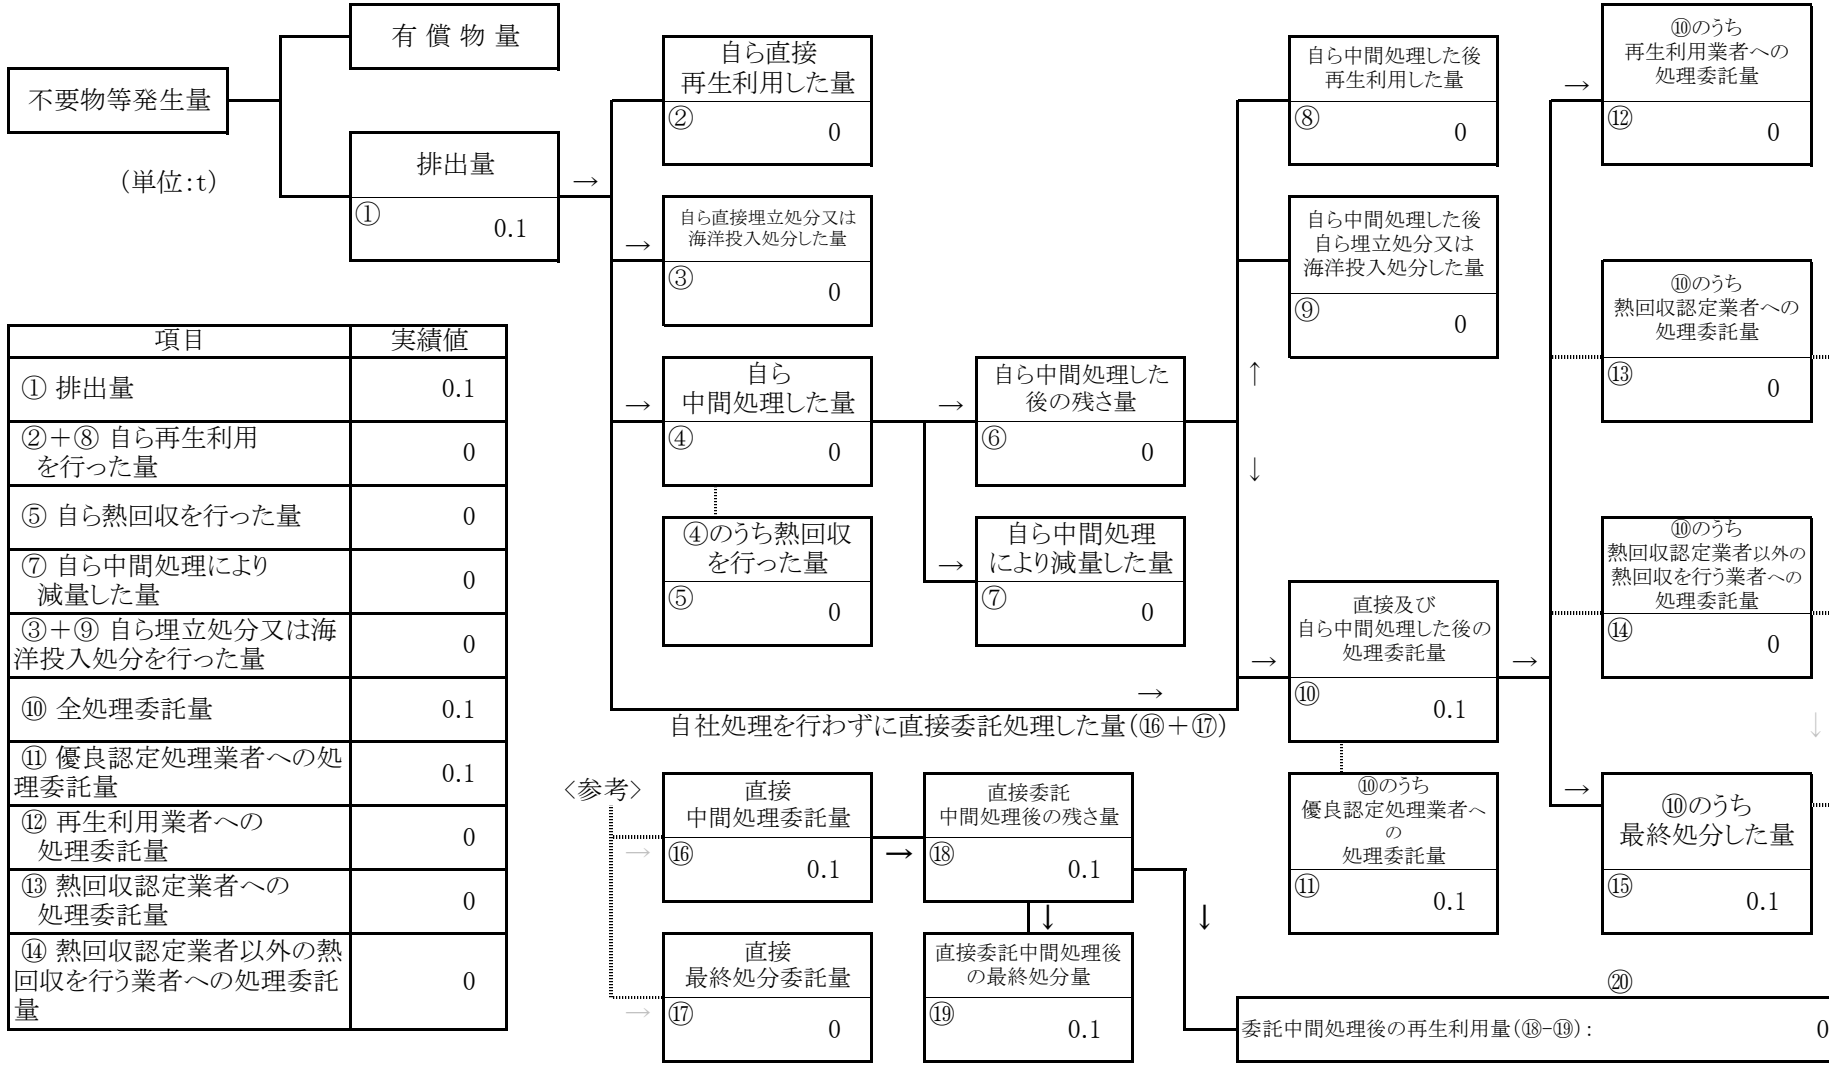 有 償 物 量
不要物等発生量
(単位:t)
排出量
①
0.1
→
自ら直接
再生利用した量
②
0
→
自ら直接埋立処分又は
海洋投入処分した量
③
0
→
自ら
中間処理した量
④
0
④のうち熱回収
を行った量
⑤
0
→
自ら中間処理した
後の残さ量
⑥
0
→
自ら中間処理
により減量した量
⑦
0
↑
↓
自ら中間処理した後
再生利用した量
⑧
0
自ら中間処理した後
自ら埋立処分又は
海洋投入処分した量
⑨
0
→
自社処理を行わずに直接委託処理した量(⑯+⑰)
→
直接及び
自ら中間処理した後の
処理委託量
⑩
0.1
⑩のうち
優良認定処理業者へ
の
処理委託量
⑪
0.1
→
→
⑩のうち
再生利用業者への
処理委託量
⑫
0
⑩のうち
熱回収認定業者への
処理委託量
⑬
0
⑩のうち
熱回収認定業者以外の
熱回収を行う業者への
処理委託量
⑭
0
↓
→
⑩のうち
最終処分した量
⑮
0.1
項目 実績値
① 排出量 0.1
②+⑧ 自ら再生利用
を行った量 0
⑤ 自ら熱回収を行った量 0
⑦ 自ら中間処理により
減量した量 0
③+⑨ 自ら埋立処分又は海
洋投入処分を行った量 0
⑩ 全処理委託量 0.1
⑪ 優良認定処理業者への処
理委託量 0.1
⑫ 再生利用業者への
処理委託量 0
⑬ 熱回収認定業者への
処理委託量 0
⑭ 熱回収認定業者以外の熱
回収を行う業者への処理委託
量 0
<参考>
→
直接
中間処理委託量
⑯
0.1
→
直接委託
中間処理後の残さ量
⑱
0.1
↓
↓
→
直接
最終処分委託量
⑰
0
直接委託中間処理後
の最終処分量
⑲
0.1
⑳
委託中間処理後の再生利用量(⑱-⑲): 0